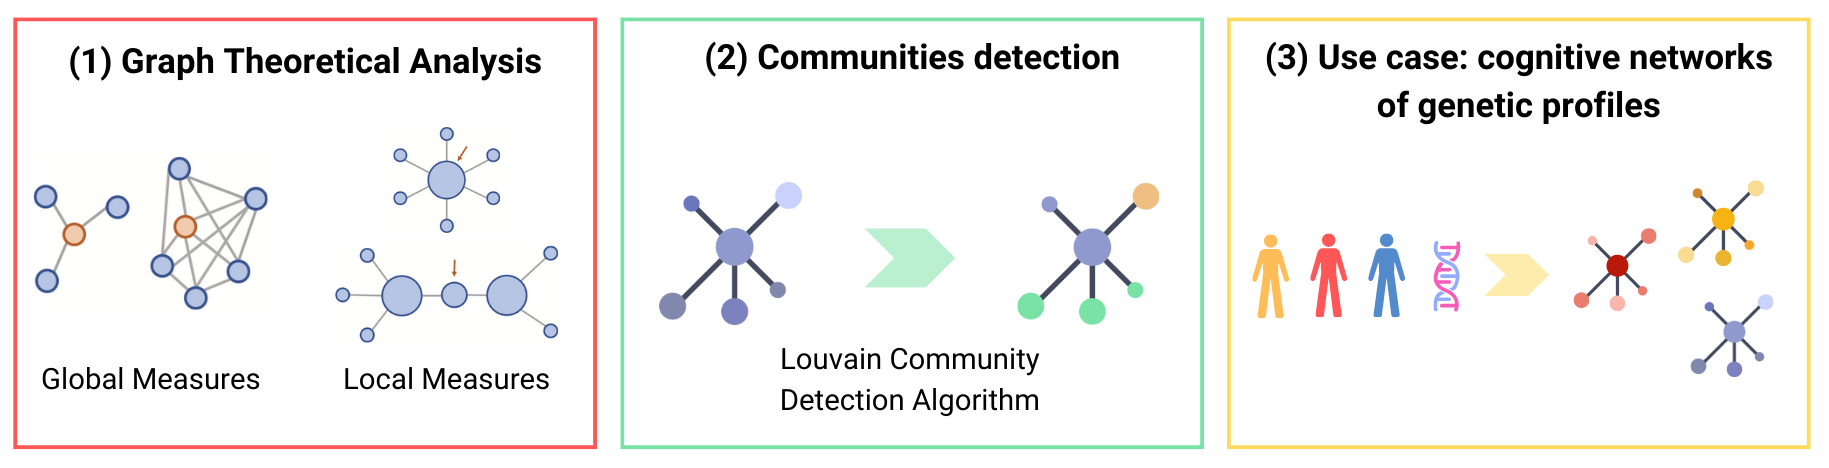 (1) Graph Theoretical Analysis
Global Measures
Local Measures
(2) Communities detection
Louvain Community
Detection Algorithm
(3) Use case: cognitive networks
of genetic profiles